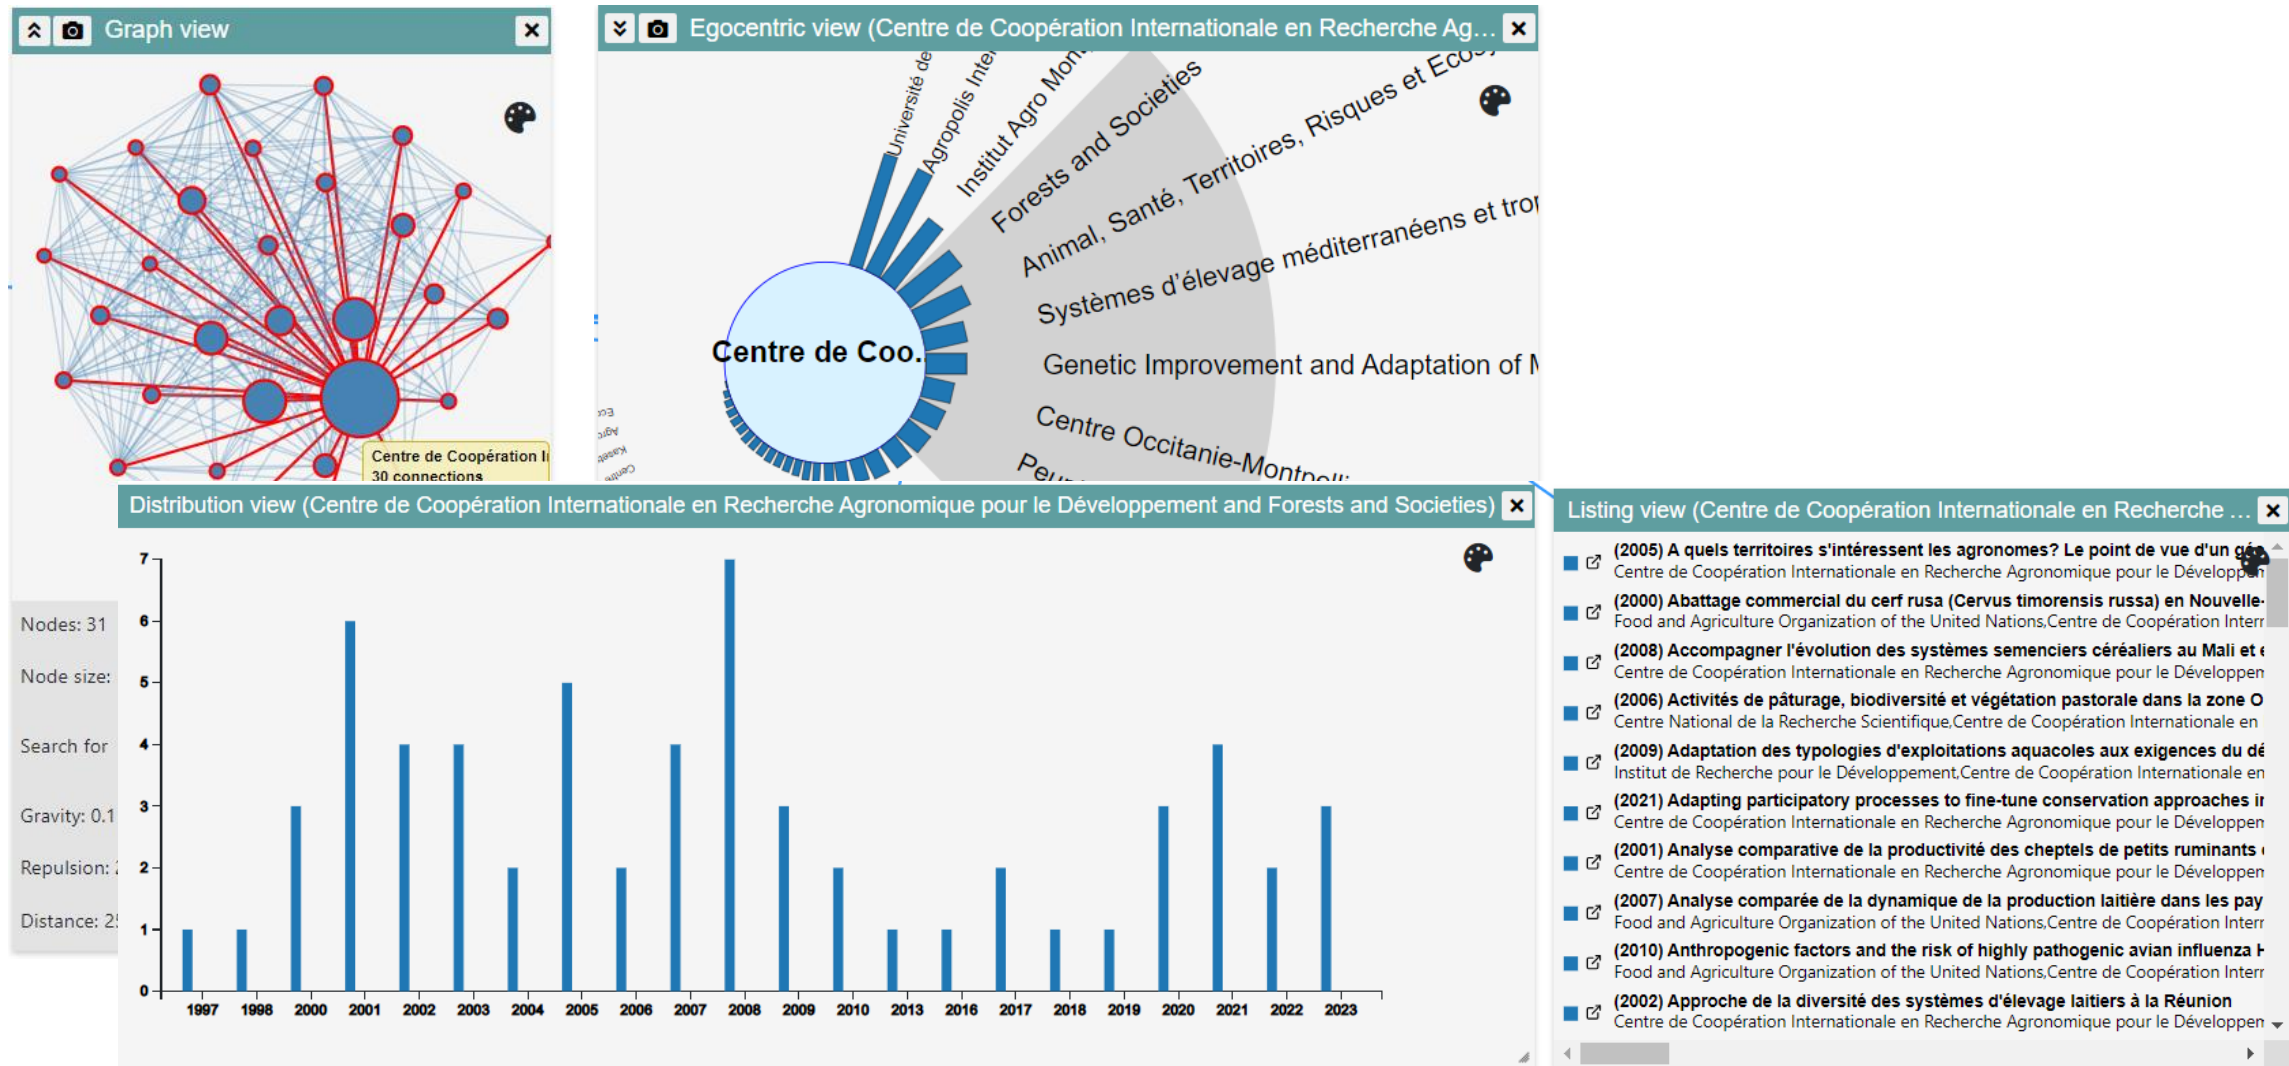 Graph view
Centre de Coopération I
30 connections
Nodes: 31
Node size:
Search for
Gravity: 0.1
Repulsion:
Distance:
Egocentric view (Centre de Coopération Internationale en Recherche Ag...
Université de
Agropolis Inte
Institut Agro Mon
Forests and Societies
Animal, Santé, Territoires, Risques et Ecosy
Systèmes d'élevage méditerranéens et trop
Genetic Improvement and Adaptation of M
Centre Occitanie-Montpelli
Peu
Centre de Coo..
Eco
Agro
Kaset
Centre
Distribution view (Centre de Coopération Internationale en Recherche Agronomique pour le Développement and Forests and Societies)
7
6
5
4
3
2
1
0
1997 1998 2000 2001 2002 2003 2004 2005 2006 2007 2008 2009 2010 2013 2016 2017 2018 2019 2020 2021 2022 2023
Listing view (Centre de Coopération Internationale en Recherche ...
(2005) A quels territoires s'intéressent les agronomes? Le point de vue d'un géo
Centre de Coopération Internationale en Recherche Agronomique pour le Développem
(2000) Abattage commercial du cerf rusa (Cervus timorensis russa) en Nouvelle-
Food and Agriculture Organization of the United Nations,Centre de Coopération Intern
(2008) Accompagner l'évolution des systèmes semenciers céréaliers au Mali et e
Centre de Coopération Internationale en Recherche Agronomique pour le Développem
(2006) Activités de pâturage, biodiversité et végétation pastorale dans la zone O
Centre National de la Recherche Scientifique,Centre de Coopération Internationale en
(2009) Adaptation des typologies d'exploitations aquacoles aux exigences du dé
Institut de Recherche pour le Développement,Centre de Coopération Internationale en
(2021) Adapting participatory processes to fine-tune conservation approaches in
Centre de Coopération Internationale en Recherche Agronomique pour le Développem
(2001) Analyse comparative de la productivité des cheptels de petits ruminants
Centre de Coopération Internationale en Recherche Agronomique pour le Développem
(2007) Analyse comparée de la dynamique de la production laitière dans les pay
Food and Agriculture Organization of the United Nations,Centre de Coopération Intern
(2010) Anthropogenic factors and the risk of highly pathogenic avian influenza H
Food and Agriculture Organization of the United Nations,Centre de Coopération Intern
(2002) Approche de la diversité des systèmes d'élevage laitiers à la Réunion
Centre de Coopération Internationale en Recherche Agronomique pour le Développem